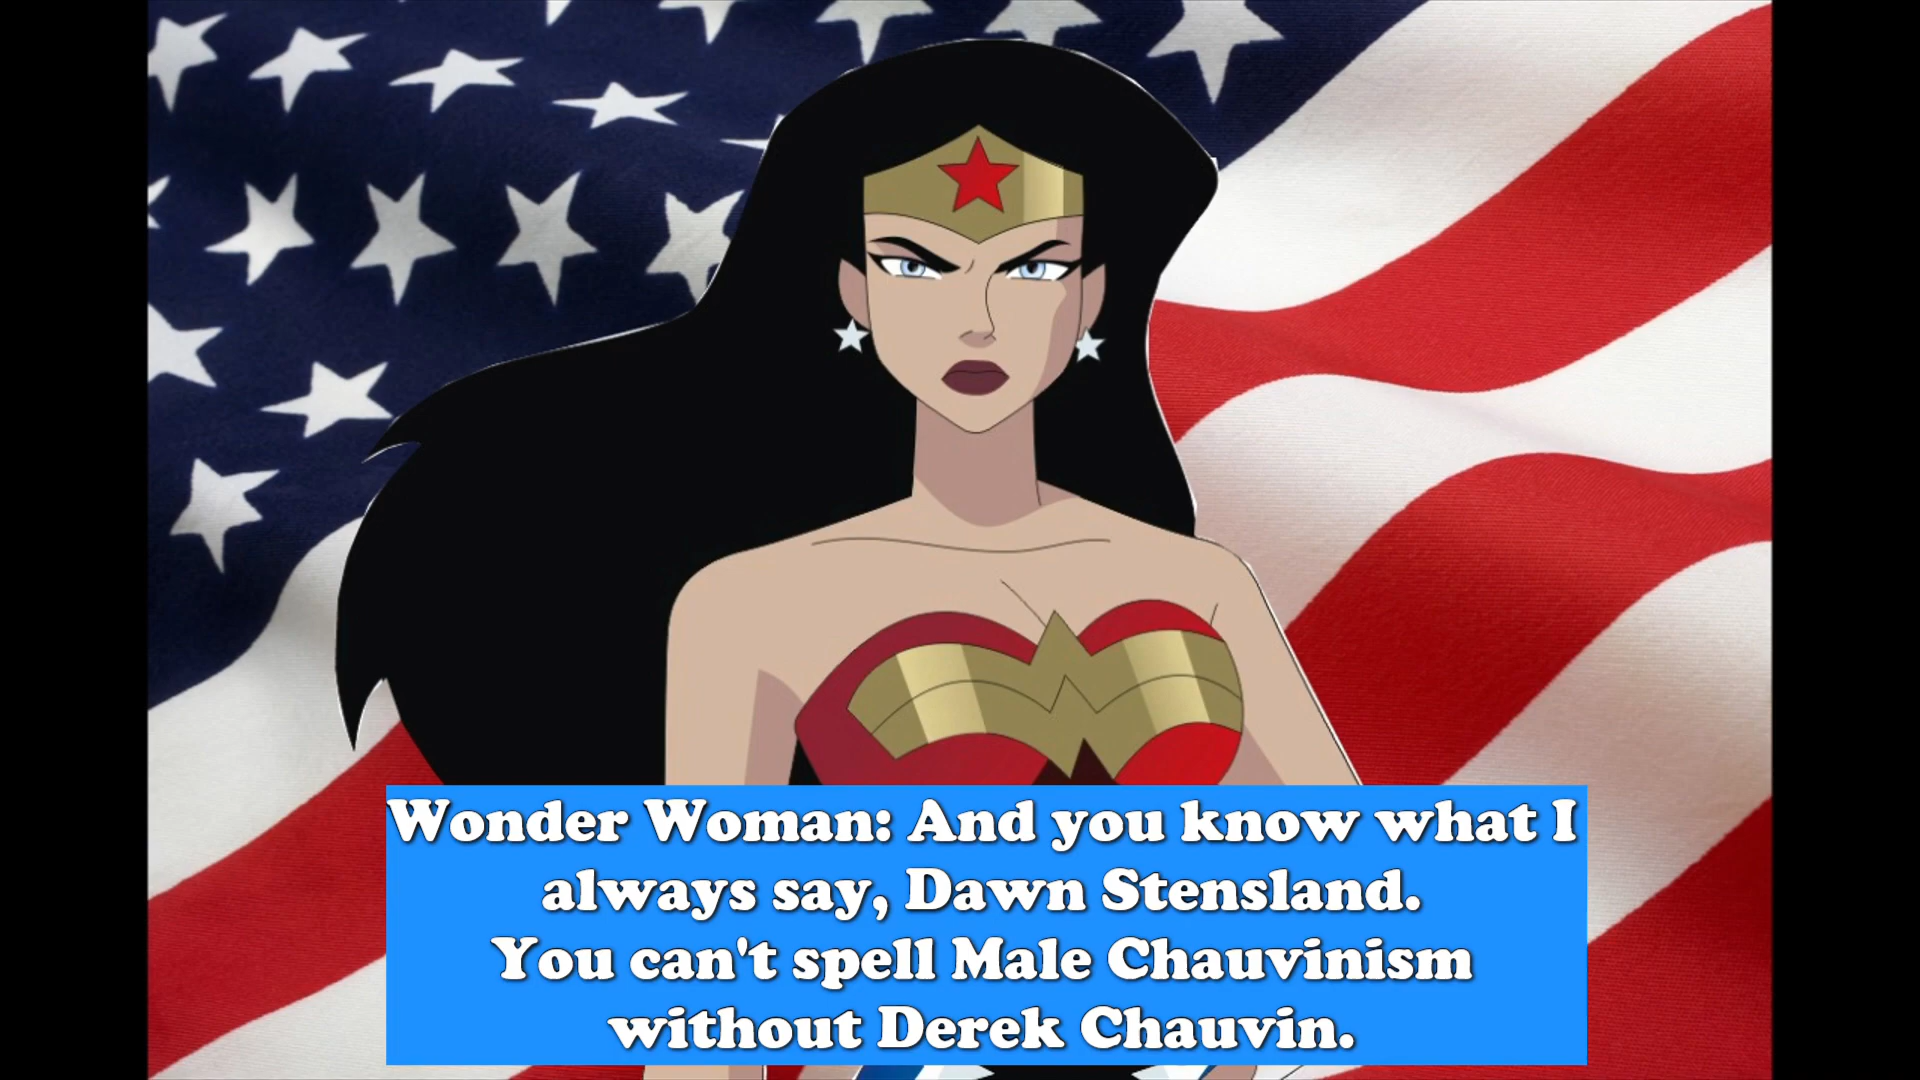 Wonder Woman: And you know what I
always say, Dawn Stensland.
You can't spell Male Chauvinism
without Derek Chauvin.